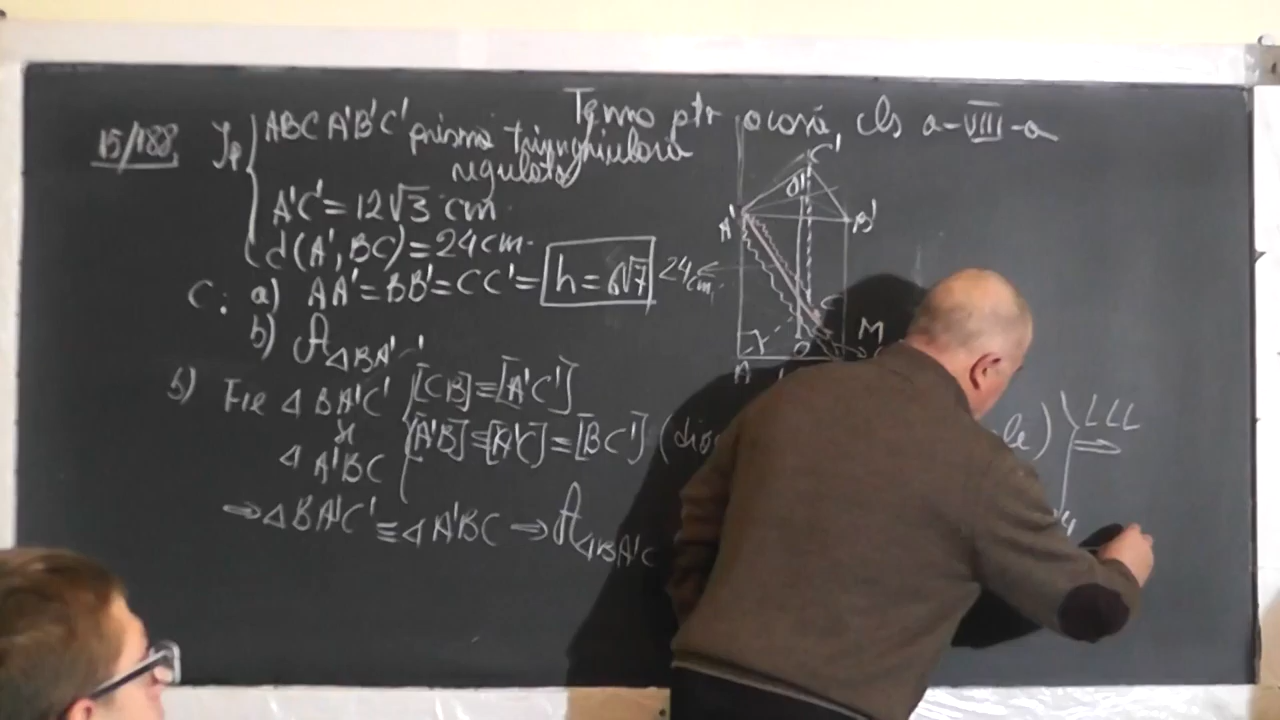 Tema ptr acasă, cls a-VIII-a
15/188 Ip ABC A'B'C' prismă triunghiulară
regulată
A'C' = 12√3 cm
d(A', BC) = 24 cm.
C: a) AA' = BB' = CC' = h = 6√7
b) A△BA'C'
C'
O'
A' B'
24 cm
C
M
O
A
b) Fie △BA'C' [CB] ≡ [A'C']
și
△A'BC [A'B] ≡ [A'C] ≡ [BC'] ( LLL ⇒
⇒ △BA'C' ≡ △A'BC ⇒ A△BA'C'